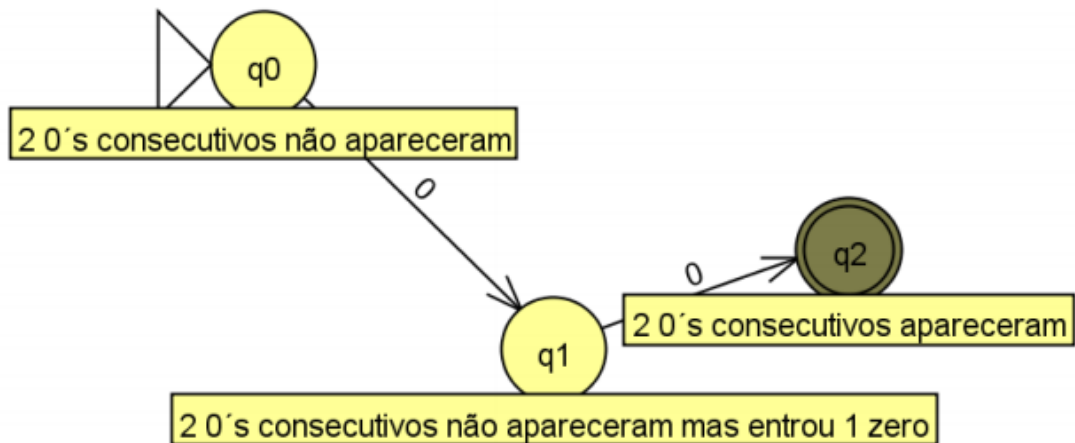 q0
2 0´s consecutivos não apareceram
0
q2
0
2 0´s consecutivos apareceram
q1
2 0´s consecutivos não apareceram mas entrou 1 zero